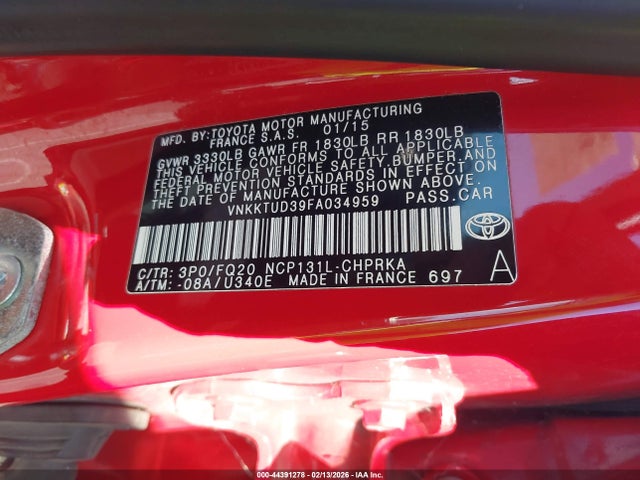 MFD. BY: TOYOTA MOTOR MANUFACTURING
FRANCE S.A.S. 01/15
GVWR 3330LB GAWR FR 1830LB RR 1830LB
THIS VEHICLE CONFORMS TO ALL APPLICABLE
FEDERAL MOTOR VEHICLE SAFETY, BUMPER, AND
THEFT PREVENTION STANDARDS IN EFFECT ON
THE DATE OF MANUFACTURE SHOWN ABOVE.
VNKKTUD39FA034959 PASS.CAR
C/TR: 3P0/FQ20 NCP131L-CHPRKA A
A/TM: -08A/U340E MADE IN FRANCE 697
000-44391278 - 02/13/2026 - IAAI.COM